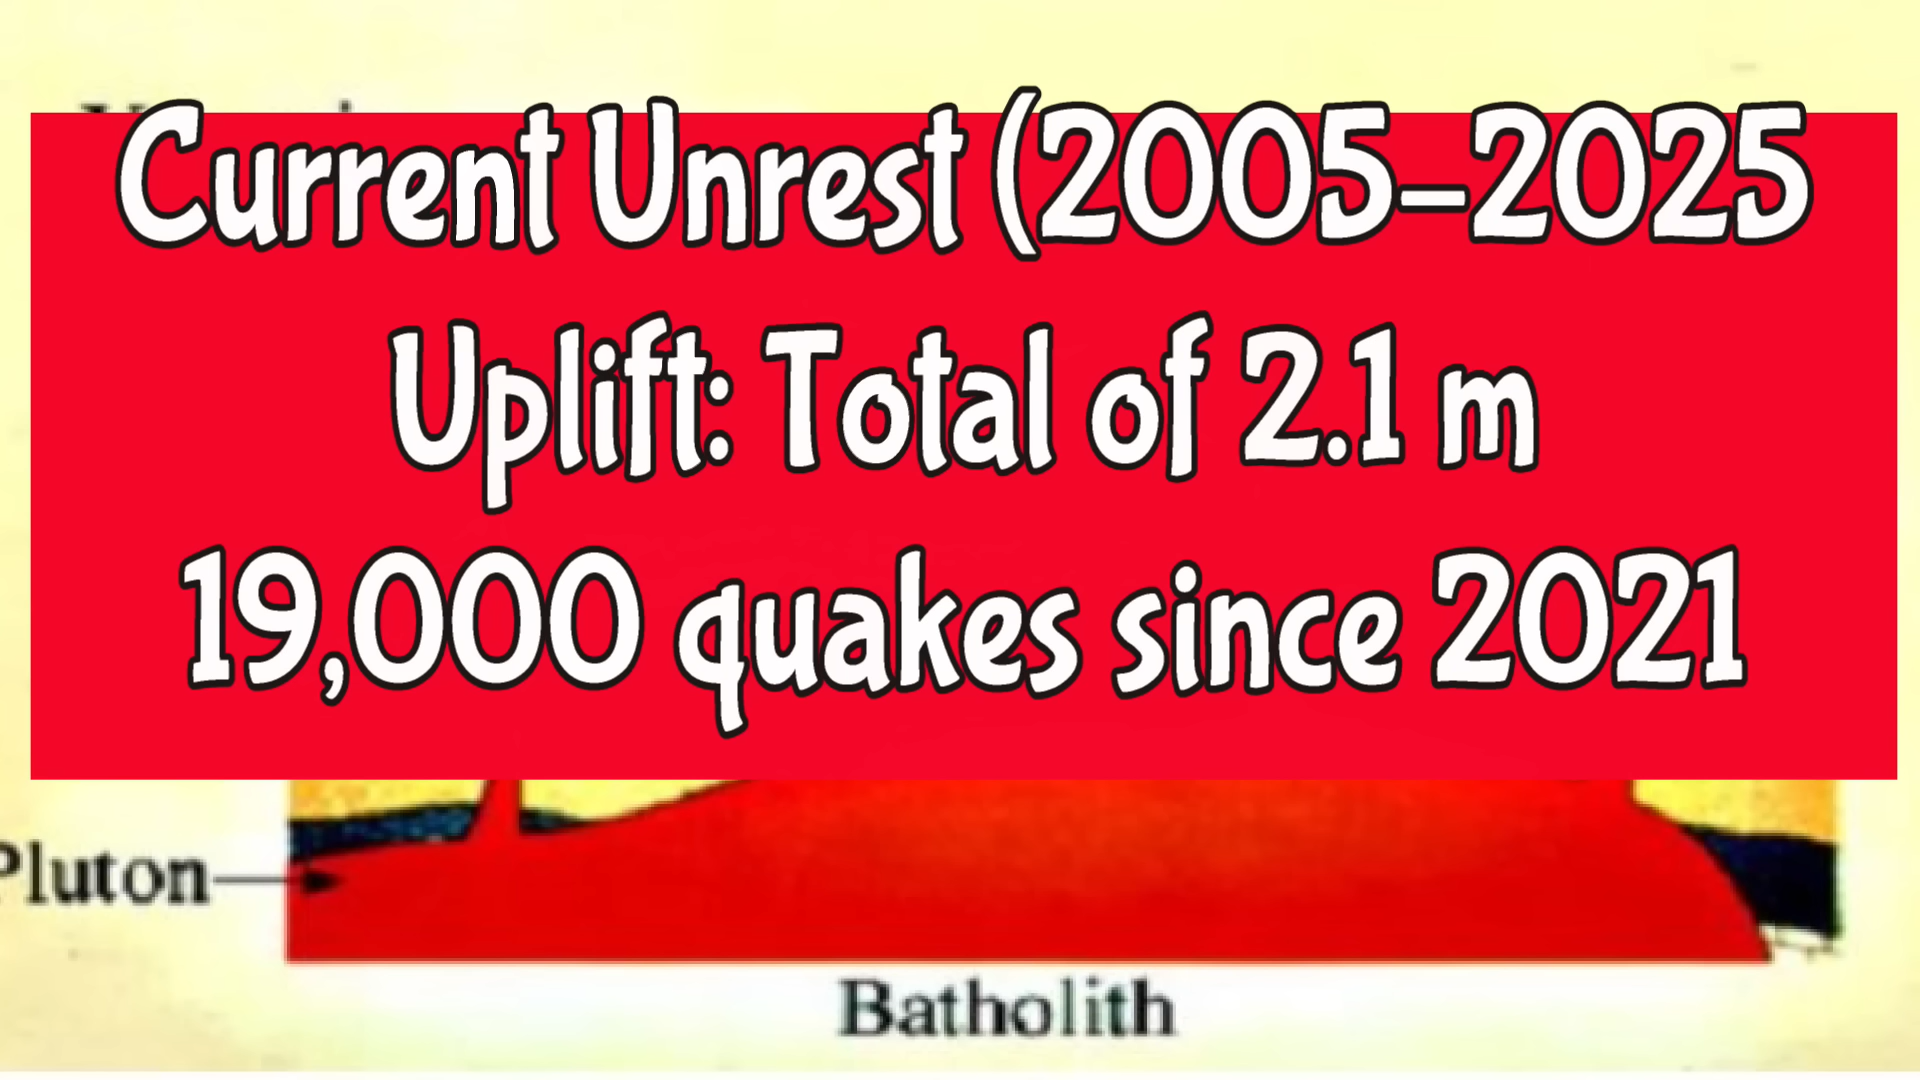 Current Unrest (2005–2025
Uplift: Total of 2.1 m
19,000 quakes since 2021
Pluton
Batholith